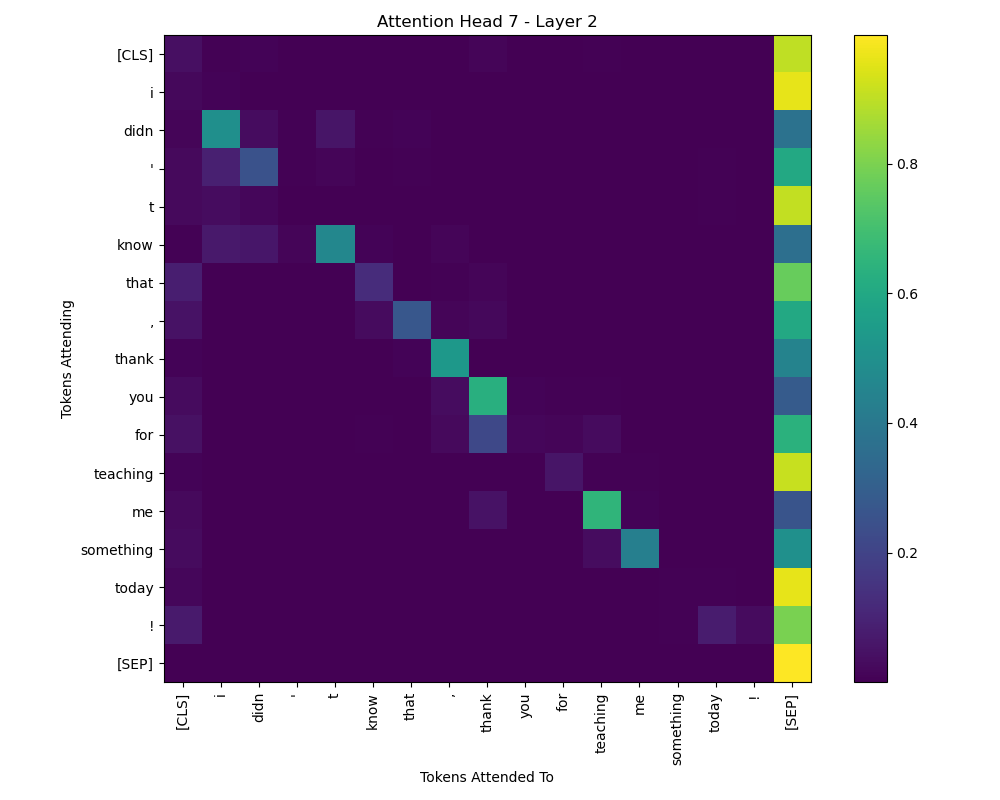 Attention Head 7 - Layer 2
Tokens Attending
[CLS]
i
didn
'
t
know
that
,
thank
you
for
teaching
me
something
today
!
[SEP]
[CLS]
i
didn
'
t
know
that
,
thank
you
for
teaching
me
something
today
!
[SEP]
Tokens Attended To
0.8
0.6
0.4
0.2